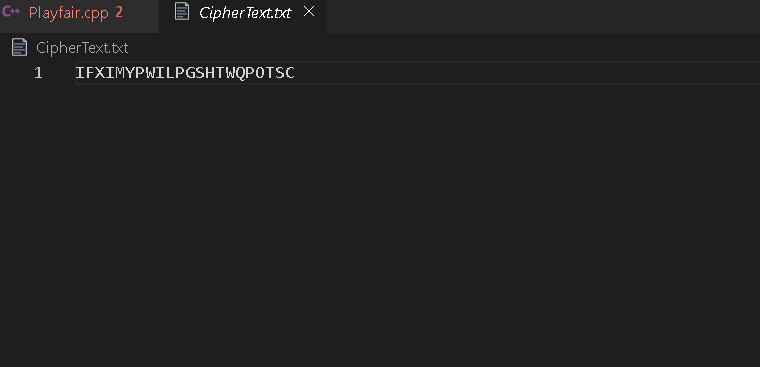 Playfair.cpp 2 CipherText.txt
CipherText.txt
1 IFXIMYPWILPGSHTWQPOTSC